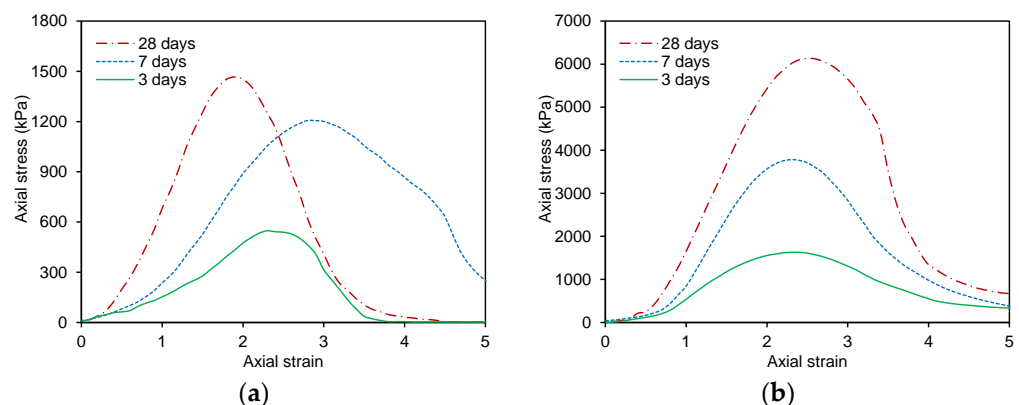 1800
1500
1200
900
600
300
0
Axial stress (kPa)
28 days
7 days
3 days
0 1 2 3 4 5
Axial strain
(a)
7000
6000
5000
4000
3000
2000
1000
0
Axial stress (kPa)
28 days
7 days
3 days
0 1 2 3 4 5
Axial strain
(b)